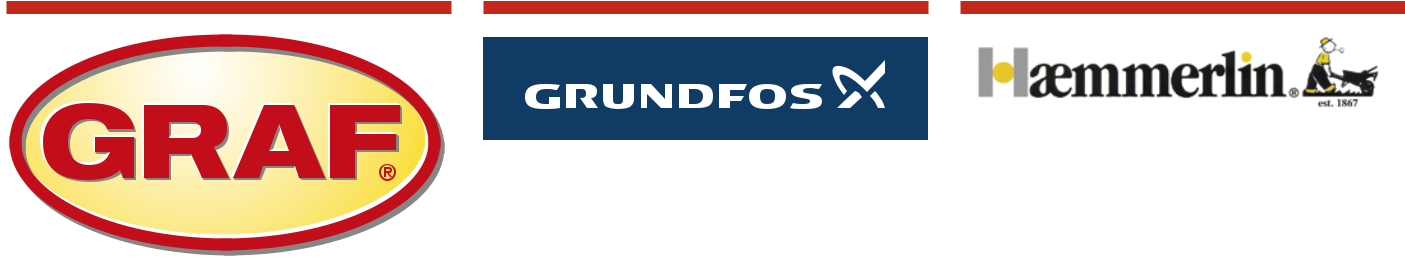 GRAF®
GRUNDFOS
Hæmmerlin®
est. 1867